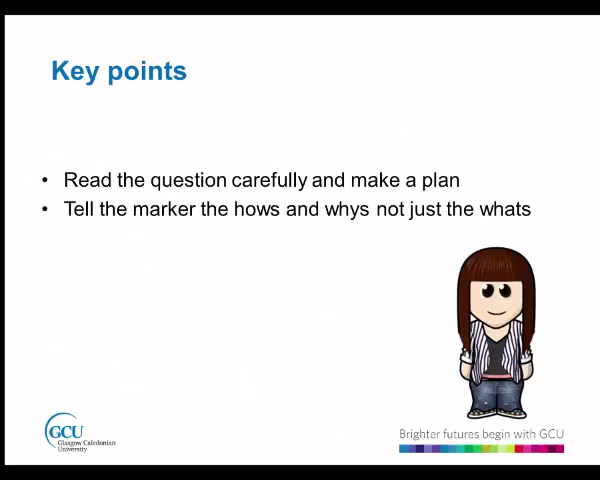 Key points
• Read the question carefully and make a plan
• Tell the marker the hows and whys not just the whats
GCU
Glasgow Caledonian
University
Brighter futures begin with GCU